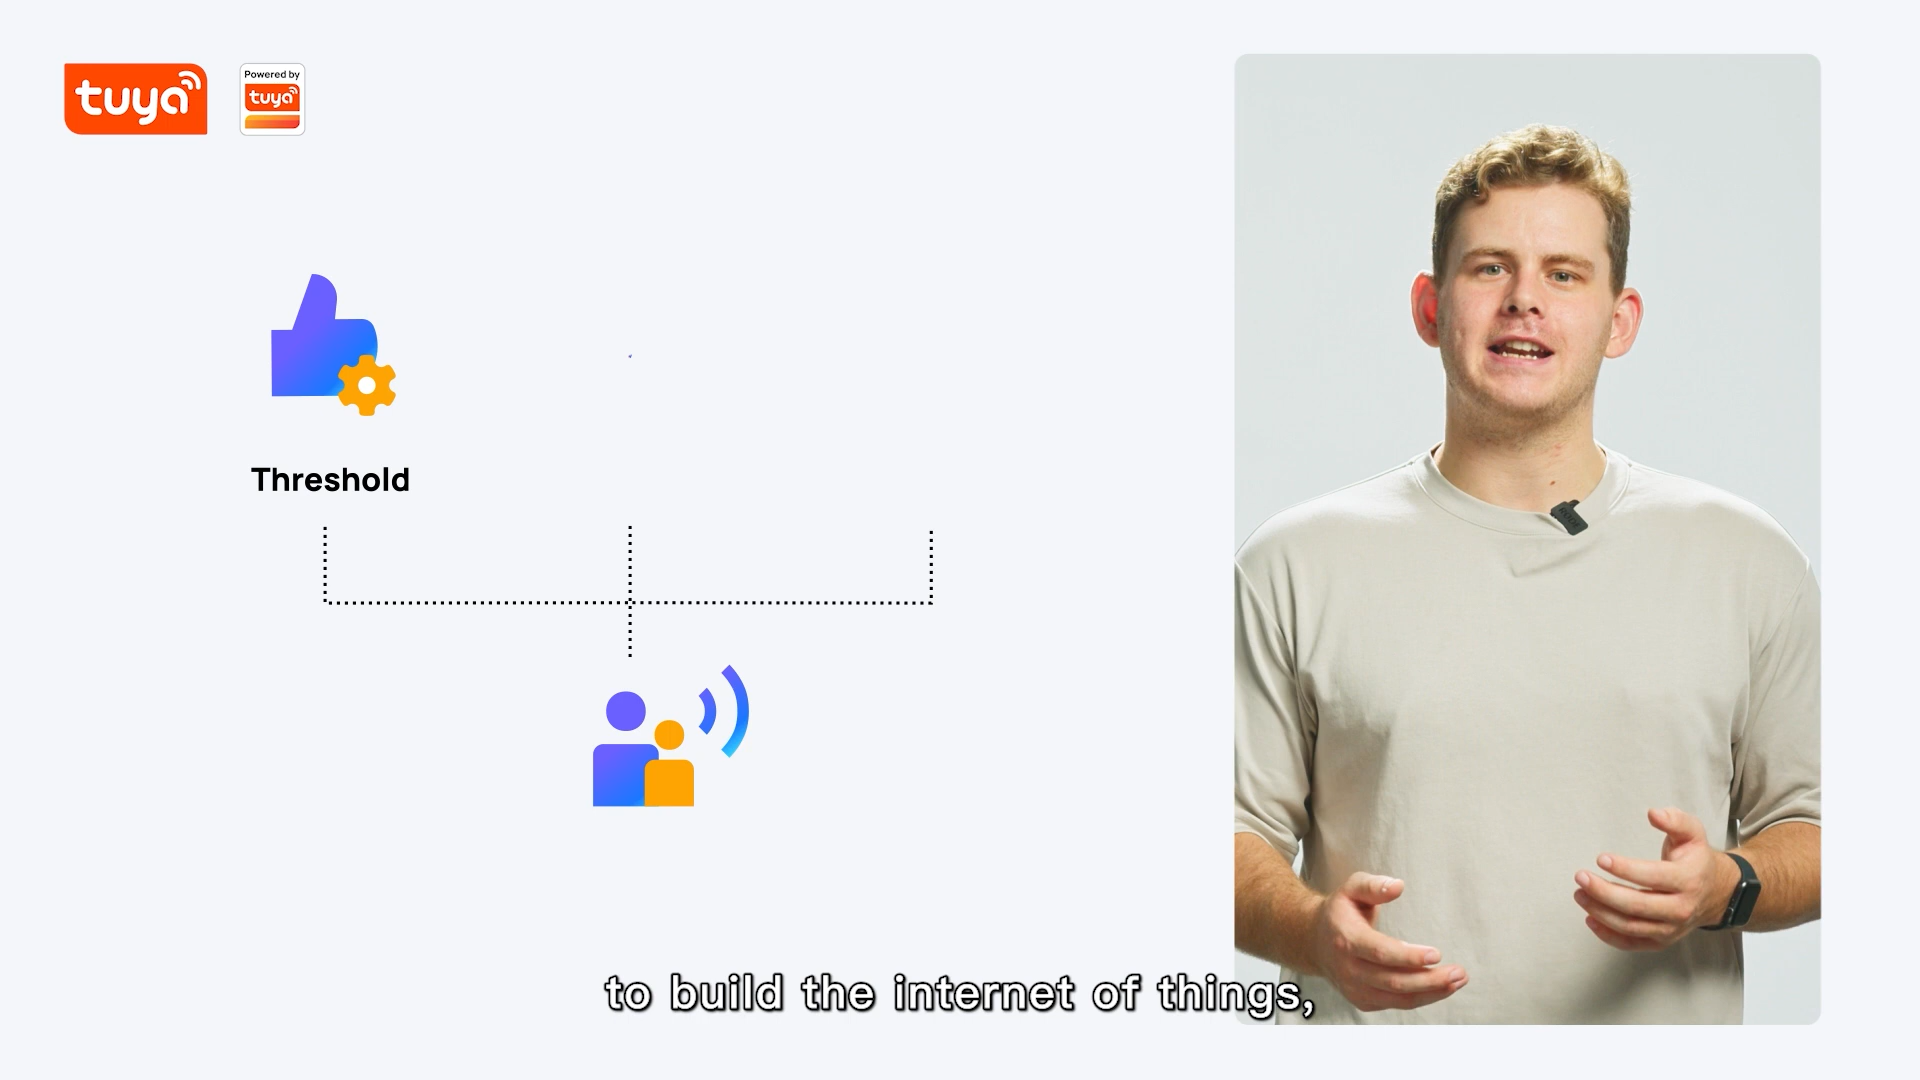 tuya
Powered by
tuya
Threshold
to build the internet of things,